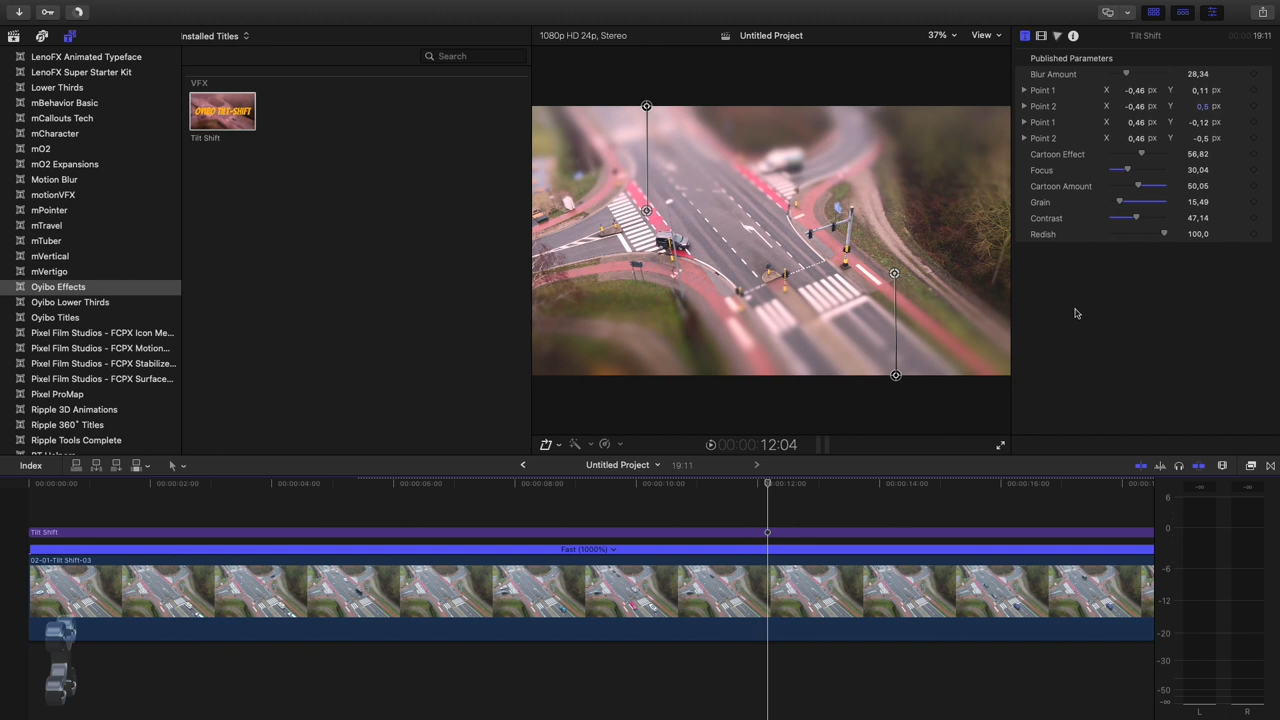 Installed Titles
1080p HD 24p, Stereo
Untitled Project
37%
View
Tilt Shift
19:11
LenoFX Animated Typeface
LenoFX Super Starter Kit
Lower Thirds
mBehavior Basic
mCallouts Tech
mCharacter
mO2
mO2 Expansions
Motion Blur
motionVFX
mPointer
mTravel
mTuber
mVertical
mVertigo
Oyibo Effects
Oyibo Lower Thirds
Oyibo Titles
Pixel Film Studios - FCPX Icon Me...
Pixel Film Studios - FCPX Motion...
Pixel Film Studios - FCPX Stabilize...
Pixel Film Studios - FCPX Surface...
Pixel ProMap
Ripple 3D Animations
Ripple 360° Titles
Ripple Tools Complete
Search
VFX
OYIBO TILT-SHIFT
Tilt Shift
Published Parameters
Blur Amount 28,34
Point 1 X -0,46 px Y 0,11 px
Point 2 X -0,46 px Y 0,5 px
Point 1 X 0,46 px Y -0,12 px
Point 2 X 0,46 px Y -0,5 px
Cartoon Effect 56,82
Focus 30,04
Cartoon Amount 50,05
Grain 15,49
Contrast 47,14
Redish 100,0
00:00:00:12:04
Index
Untitled Project
19:11
00:00:00:00
00:00:02:00
00:00:04:00
00:00:06:00
00:00:08:00
00:00:10:00
00:00:12:00
00:00:14:00
00:00:16:00
Tilt Shift
Fast (1000%)
02-01-Tilt Shift-03
-∞ -∞
6
0
-6
-12
-20
-30
-50
-∞
L R